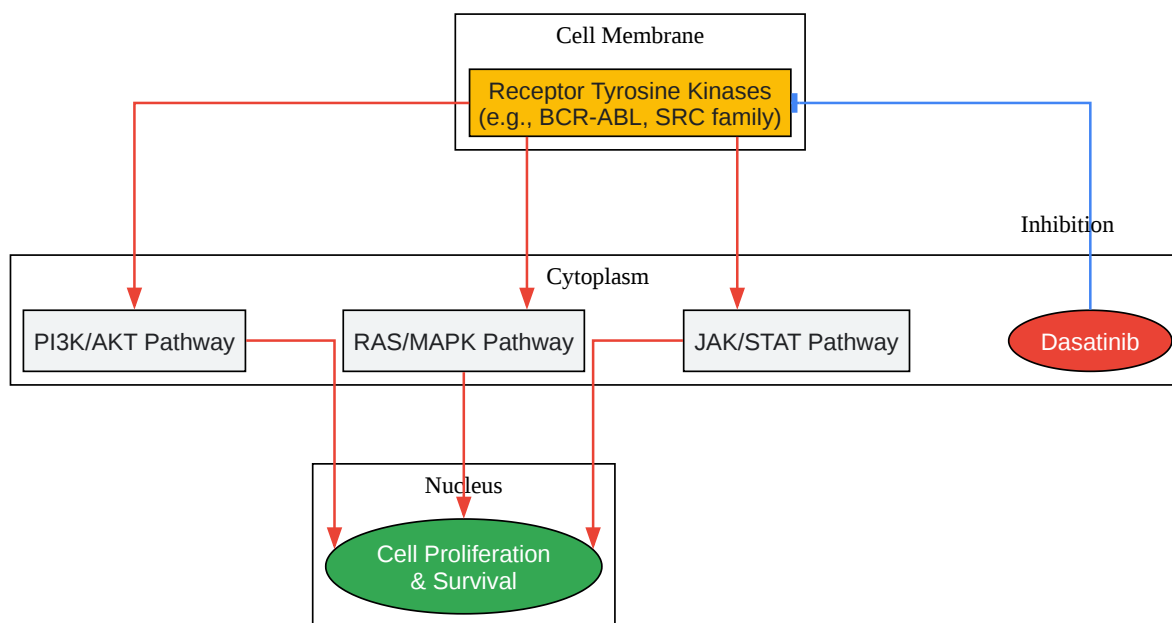 Cell Membrane
Receptor Tyrosine Kinases
(e.g., BCR-ABL, SRC family)
Inhibition
Cytoplasm
PI3K/AKT Pathway
RAS/MAPK Pathway
JAK/STAT Pathway
Dasatinib
Nucleus
Cell Proliferation
& Survival